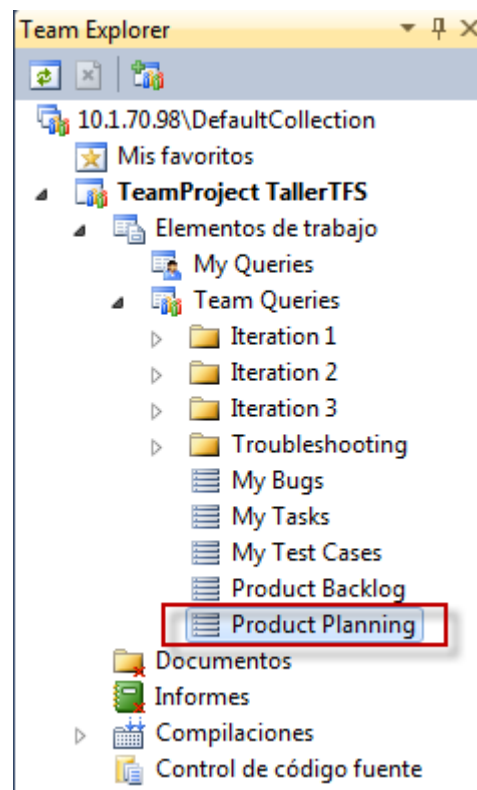 Team Explorer
10.1.70.98\DefaultCollection
Mis favoritos
TeamProject TallerTFS
Elementos de trabajo
My Queries
Team Queries
Iteration 1
Iteration 2
Iteration 3
Troubleshooting
My Bugs
My Tasks
My Test Cases
Product Backlog
Product Planning
Documentos
Informes
Compilaciones
Control de código fuente